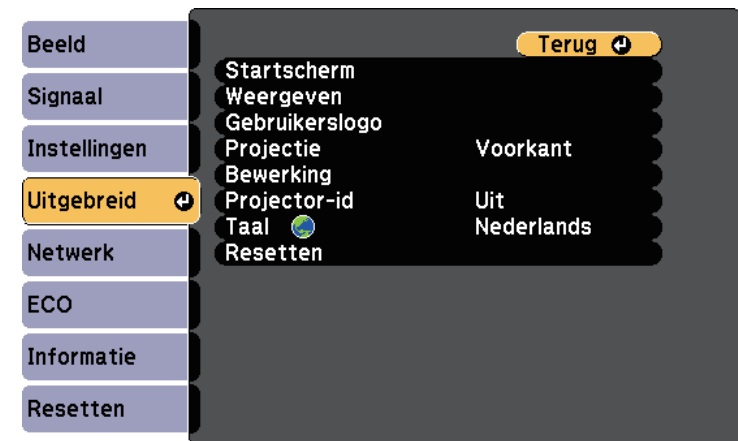 Beeld
Signaal
Instellingen
Uitgebreid
Netwerk
ECO
Informatie
Resetten
Terug
Startscherm
Weergeven
Gebruikerslogo
Projectie Voorkant
Bewerking
Projector-id Uit
Taal Nederlands
Resetten